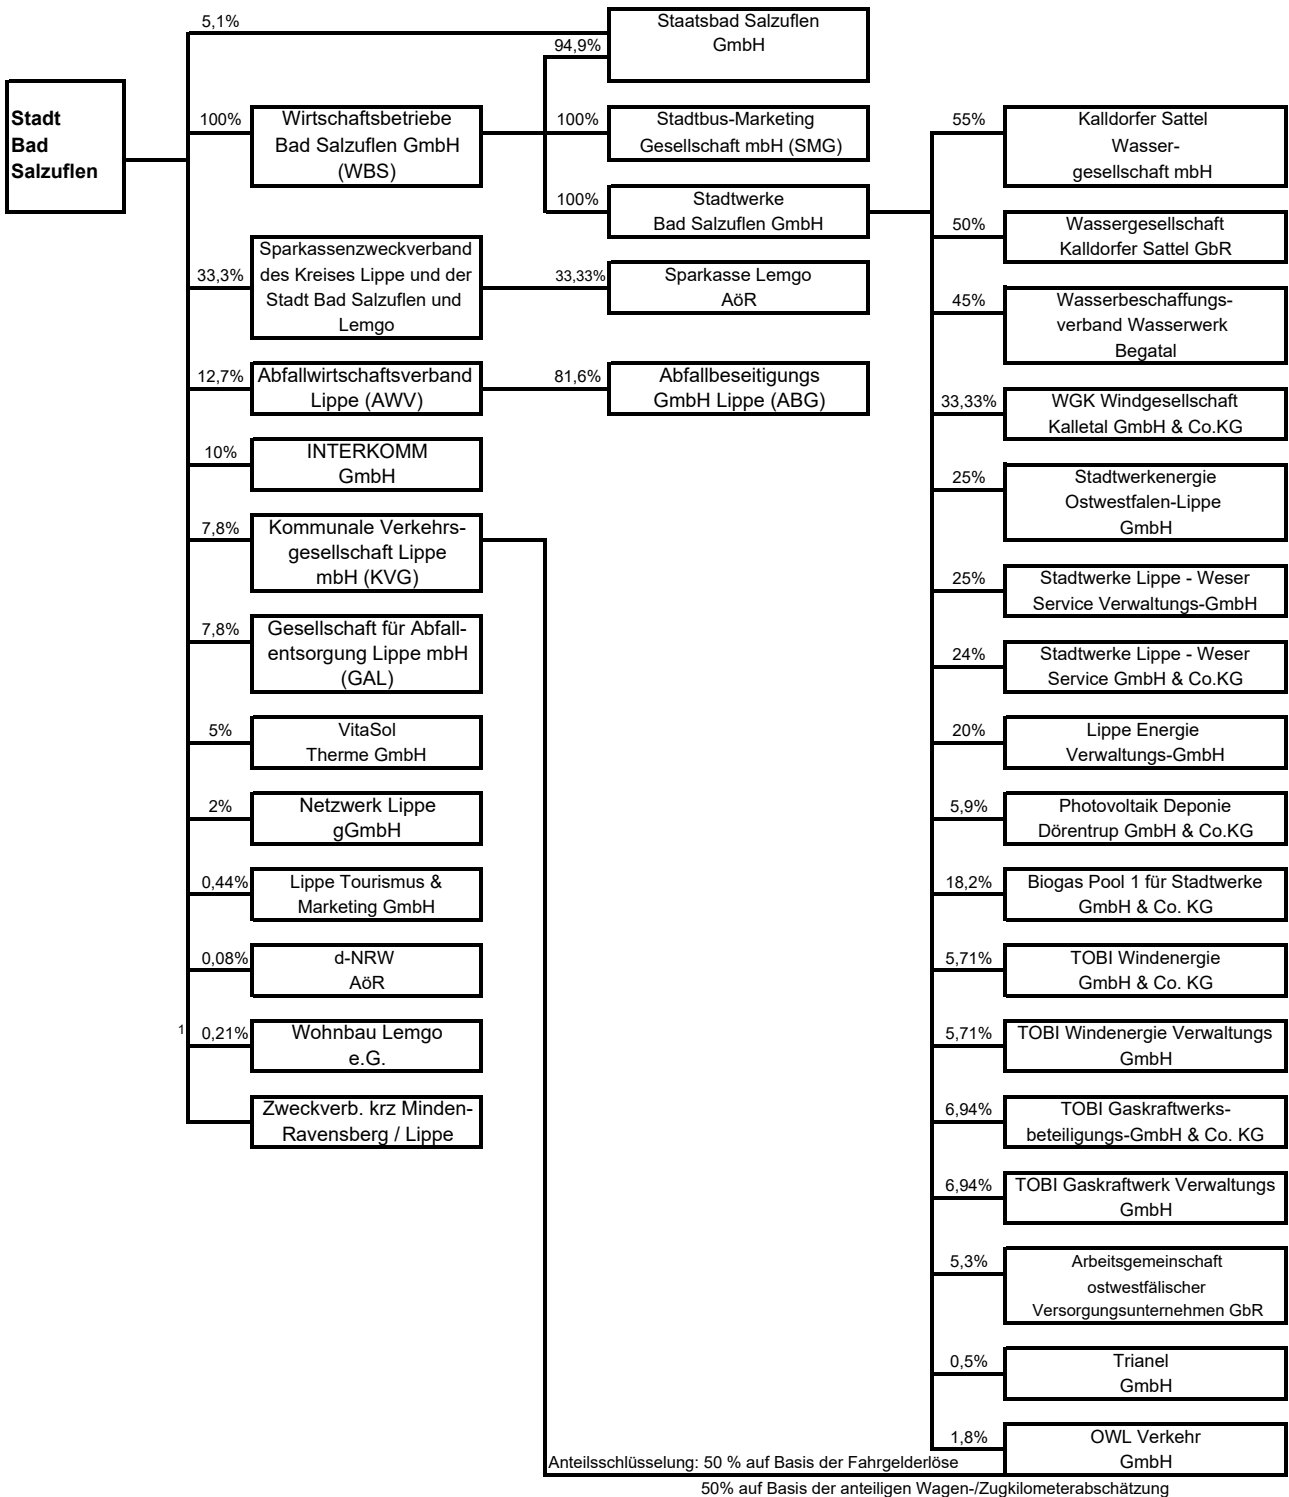 5,1%
Staatsbad Salzuflen
GmbH
94,9%
Stadt
Bad
Salzuflen
100%
Wirtschaftsbetriebe
Bad Salzuflen GmbH
(WBS)
100%
Stadtbus-Marketing
Gesellschaft mbH (SMG)
100%
Stadtwerke
Bad Salzuflen GmbH
33,3%
Sparkassenzweckverband
des Kreises Lippe und der
Stadt Bad Salzuflen und
Lemgo
33,33%
Sparkasse Lemgo
AöR
12,7%
Abfallwirtschaftsverband
Lippe (AWV)
81,6%
Abfallbeseitigungs
GmbH Lippe (ABG)
10%
INTERKOMM
GmbH
7,8%
Kommunale Verkehrs-
gesellschaft Lippe
mbH (KVG)
7,8%
Gesellschaft für Abfall-
entsorgung Lippe mbH
(GAL)
5%
VitaSol
Therme GmbH
2%
Netzwerk Lippe
gGmbH
0,44%
Lippe Tourismus &
Marketing GmbH
0,08%
d-NRW
AöR
1
0,21%
Wohnbau Lemgo
e.G.
Zweckverb. krz Minden-
Ravensberg / Lippe
55%
Kalldorfer Sattel
Wasser-
gesellschaft mbH
50%
Wassergesellschaft
Kalldorfer Sattel GbR
45%
Wasserbeschaffungs-
verband Wasserwerk
Begatal
33,33%
WGK Windgesellschaft
Kalletal GmbH & Co.KG
25%
Stadtwerkenergie
Ostwestfalen-Lippe
GmbH
25%
Stadtwerke Lippe - Weser
Service Verwaltungs-GmbH
24%
Stadtwerke Lippe - Weser
Service GmbH & Co.KG
20%
Lippe Energie
Verwaltungs-GmbH
5,9%
Photovoltaik Deponie
Dörentrup GmbH & Co.KG
18,2%
Biogas Pool 1 für Stadtwerke
GmbH & Co. KG
5,71%
TOBI Windenergie
GmbH & Co. KG
5,71%
TOBI Windenergie Verwaltungs
GmbH
6,94%
TOBI Gaskraftwerks-
beteiligungs-GmbH & Co. KG
6,94%
TOBI Gaskraftwerk Verwaltungs
GmbH
5,3%
Arbeitsgemeinschaft
ostwestfälischer
Versorgungsunternehmen GbR
0,5%
Trianel
GmbH
1,8%
OWL Verkehr
GmbH
Anteilsschlüsselung: 50 % auf Basis der Fahrgelderlöse
50% auf Basis der anteiligen Wagen-/Zugkilometerabschätzung